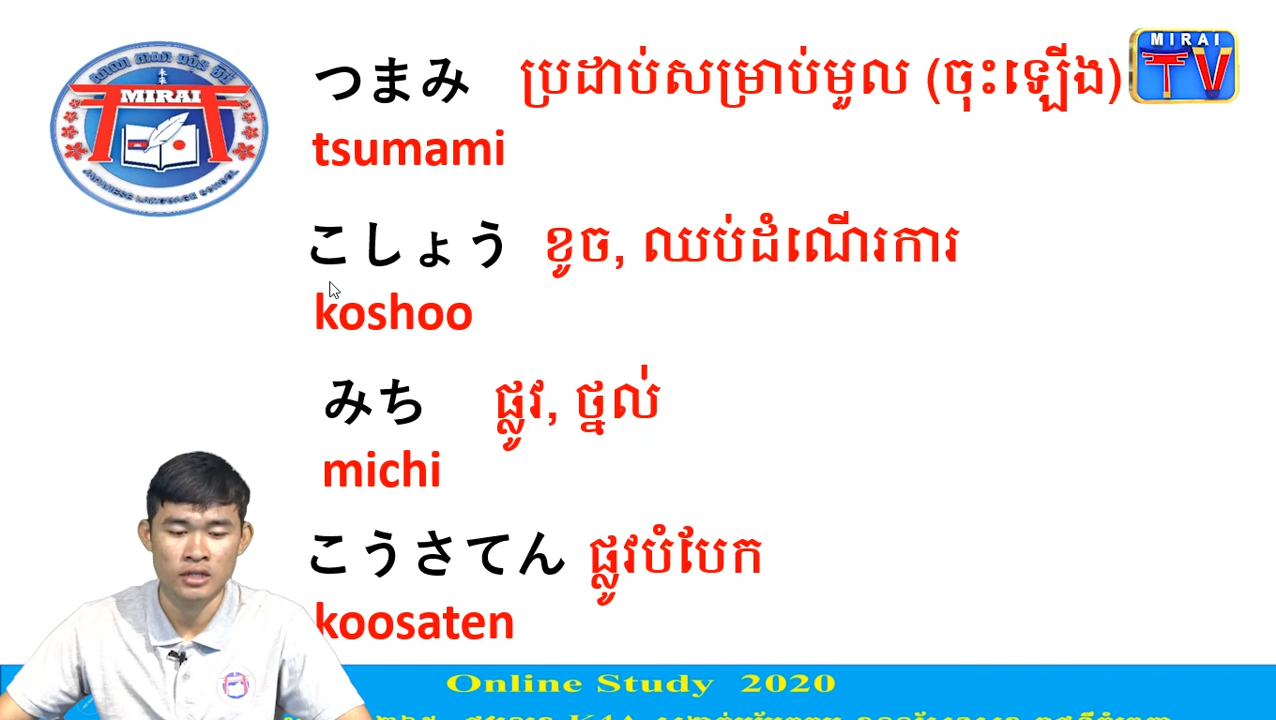 MIRAI
JAPANESE LANGUAGE SCHOOL
MIRAI
TV
つまみ ប្រដាប់សម្រាប់មួល (ចុះឡើង)
tsumami
こしょう ខូច, ឈប់ដំណើរការ
koshoo
みち ផ្លូវ, ថ្នល់
michi
こうさてん ផ្លូវបំបែក
koosaten
Online Study 2020